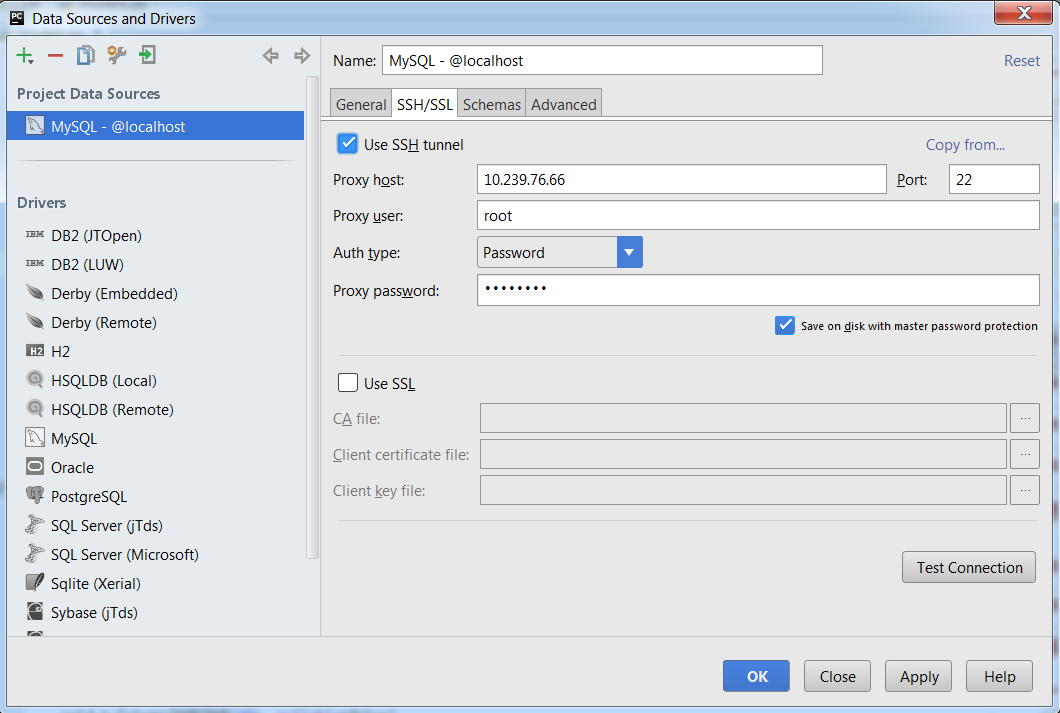 PC Data Sources and Drivers
Name: MySQL - @localhost Reset
Project Data Sources
General SSH/SSL Schemas Advanced
MySQL - @localhost
Use SSH tunnel Copy from...
Proxy host: 10.239.76.66 Port: 22
Proxy user: root
Auth type: Password
Proxy password: ••••••••
Save on disk with master password protection
Use SSL
CA file: ...
Client certificate file: ...
Client key file: ...
Test Connection
Drivers
IBM DB2 (JTOpen)
IBM DB2 (LUW)
Derby (Embedded)
Derby (Remote)
H2 H2
HSQLDB (Local)
HSQLDB (Remote)
MySQL
Oracle
PostgreSQL
SQL Server (jTds)
SQL Server (Microsoft)
Sqlite (Xerial)
Sybase (jTds)
OK Close Apply Help